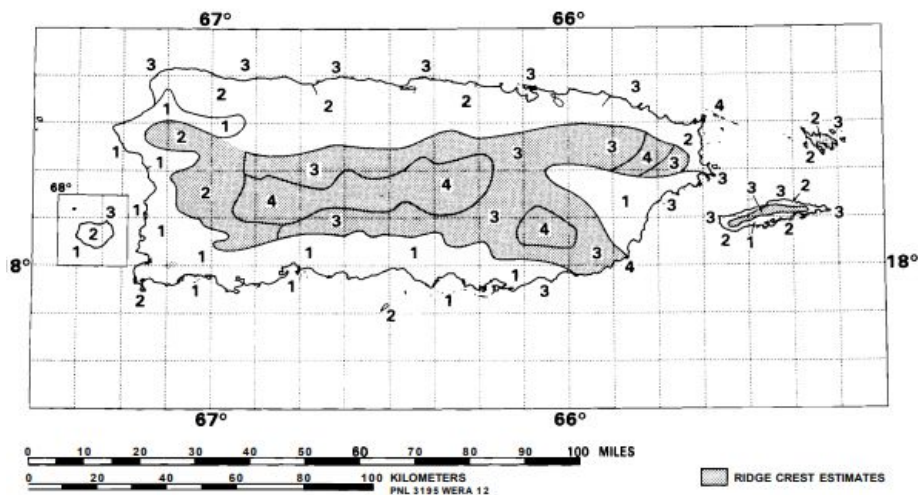 67° 66°
3 3 3 3 3 3
2 2 2 4
1 1 2 2 3
2 3 3 4 3 2
1 3
68° 2 4 4 3 1 3 3 2
3 1 3 3 3 3
2 1 4 2 1 2
1 1 1 1 3
8° 1 4 18°
2 1 1 1 3
2
67° 66°
0 10 20 30 40 50 60 70 80 90 100 MILES
0 20 40 60 80 100 KILOMETERS
PNL 3195 WERA 12
RIDGE CREST ESTIMATES